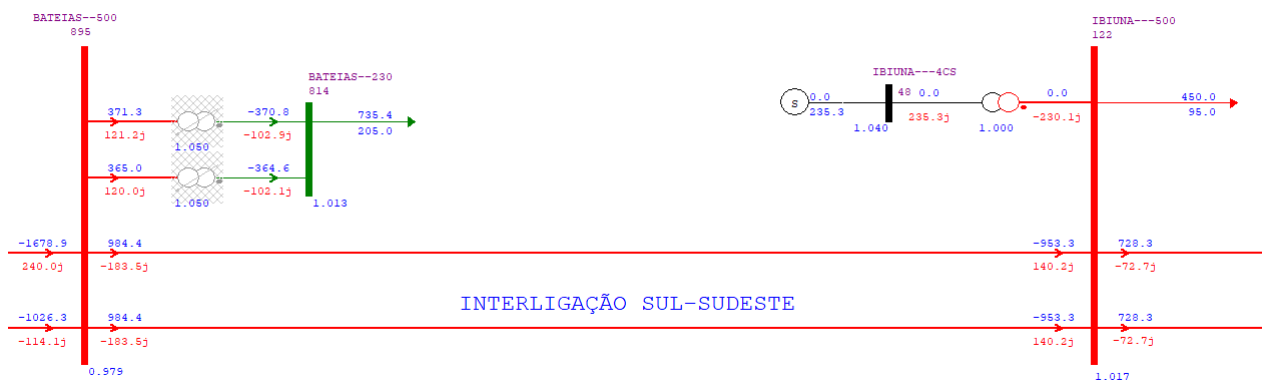 BATEIAS--500
895
IBIUNA---500
122
BATEIAS--230
814
IBIUNA---4CS
48
371.3
121.2j
-370.8
-102.9j
1.050
735.4
205.0
365.0
120.0j
-364.6
-102.1j
1.050
1.013
S
0.0
235.3
1.040
0.0
235.3j
1.000
0.0
-230.1j
450.0
95.0
-1678.9
240.0j
984.4
-183.5j
-953.3
140.2j
728.3
-72.7j
INTERLIGAÇÃO SUL-SUDESTE
-1026.3
-114.1j
984.4
-183.5j
-953.3
140.2j
728.3
-72.7j
0.979
1.017